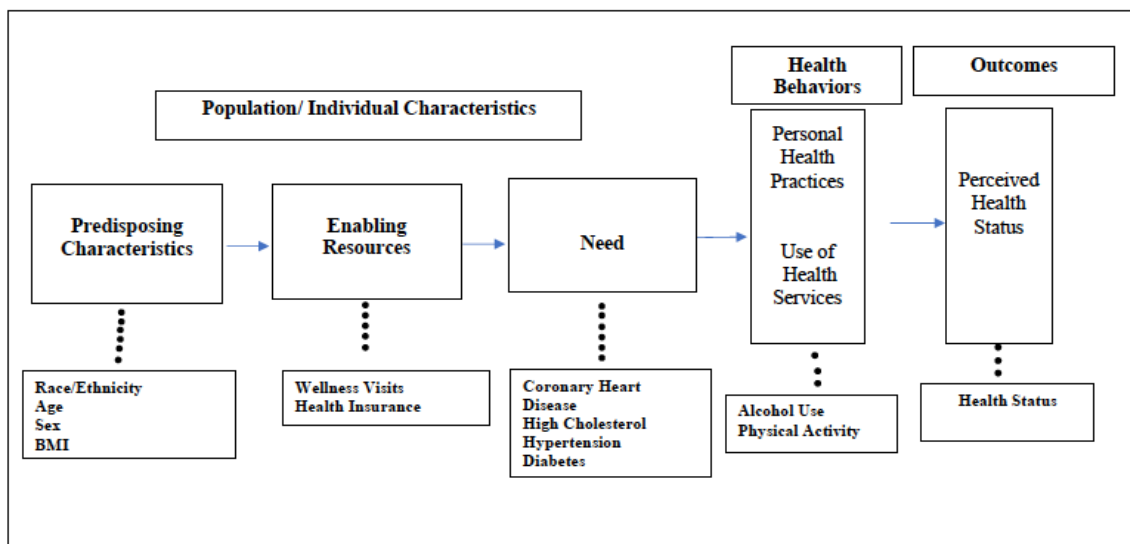 Health
Behaviors
Outcomes
Population/ Individual Characteristics
Predisposing
Characteristics
Enabling
Resources
Need
Personal
Health
Practices
Use of
Health
Services
Perceived
Health
Status
Race/Ethnicity
Age
Sex
BMI
Wellness Visits
Health Insurance
Coronary Heart
Disease
High Cholesterol
Hypertension
Diabetes
Alcohol Use
Physical Activity
Health Status